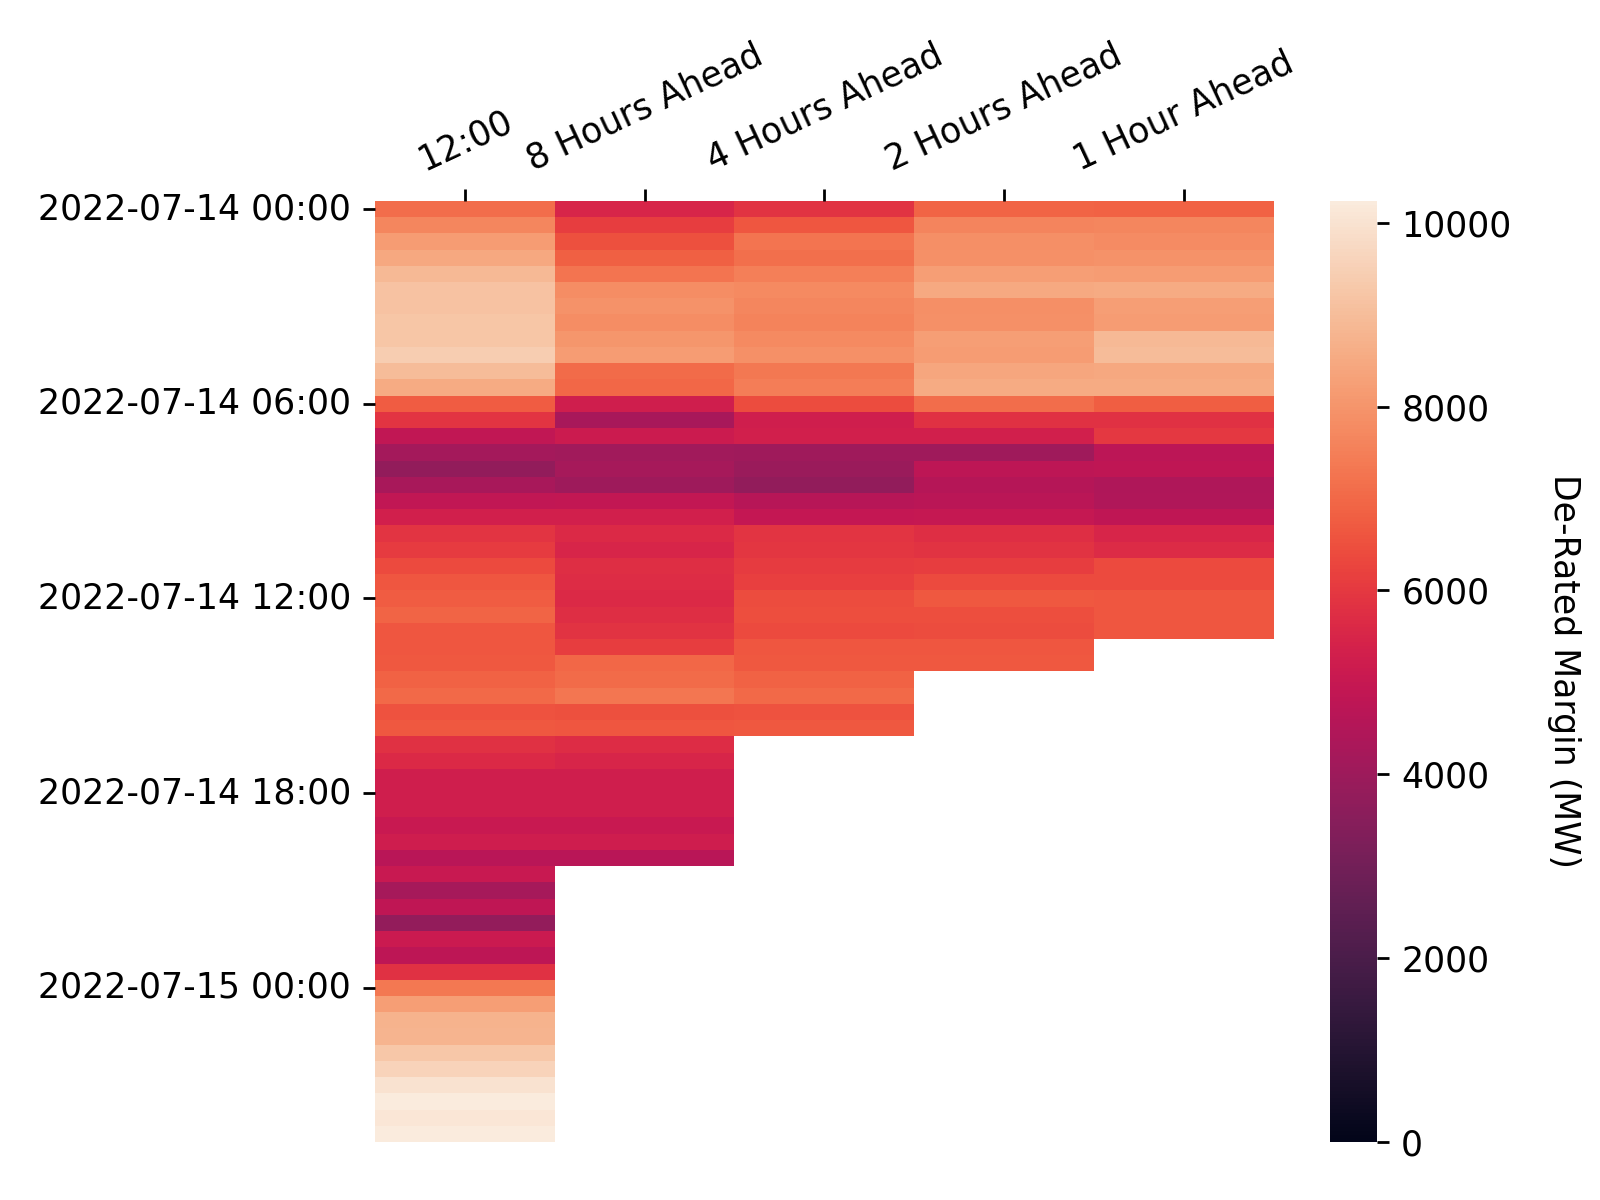 12:00
8 Hours Ahead
4 Hours Ahead
2 Hours Ahead
1 Hour Ahead
2022-07-14 00:00
2022-07-14 06:00
2022-07-14 12:00
2022-07-14 18:00
2022-07-15 00:00
10000
8000
6000
4000
2000
0
De-Rated Margin (MW)